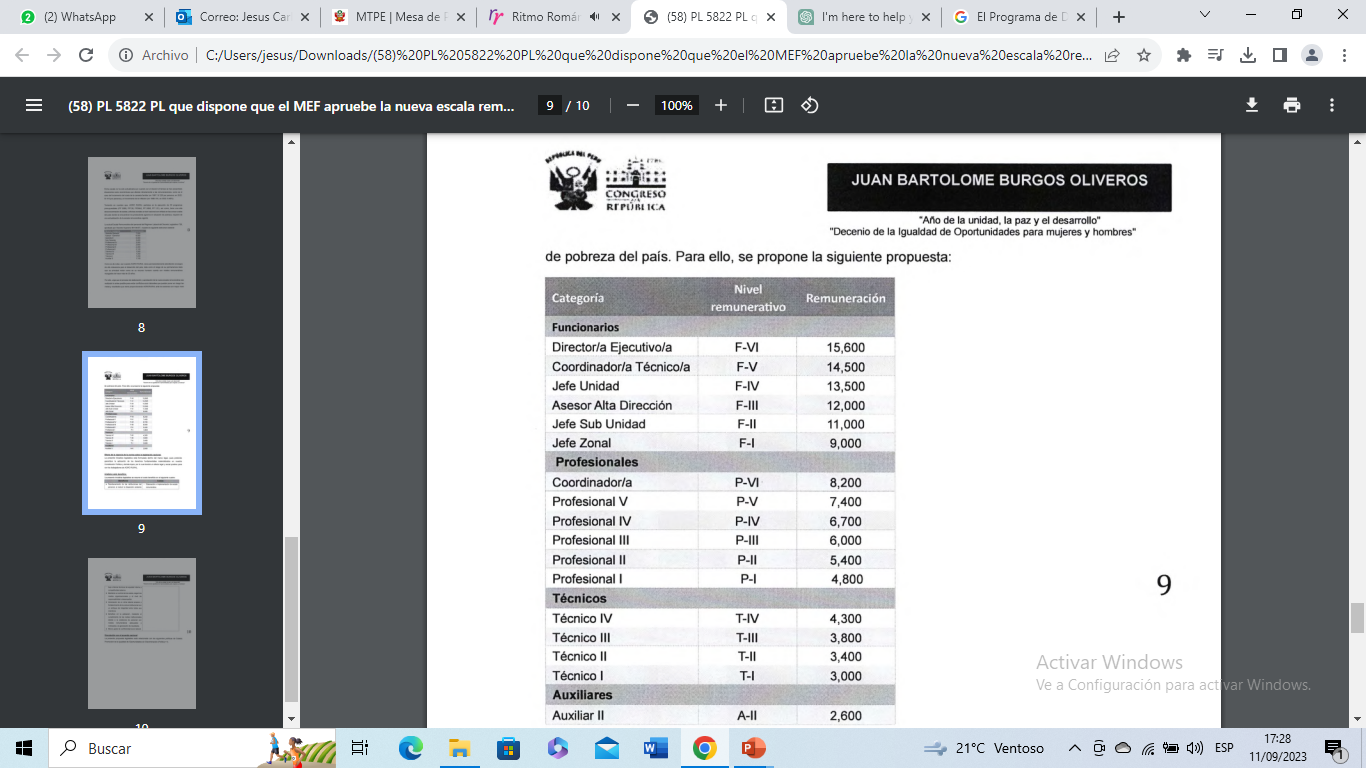 (2) WhatsApp
Correo: Jesus Car
MTPE | Mesa de P
Ritmo Román
(58) PL 5822 PL q
I'm here to help y
El Programa de D
Archivo | C:/Users/jesus/Downloads/(58)%20PL%205822%20PL%20que%20dispone%20que%20el%20MEF%20apruebe%20la%20nueva%20escala%20re...
(58) PL 5822 PL que dispone que el MEF apruebe la nueva escala rem...
9 / 10
100%
8
9
10
REPÚBLICA DEL PERÚ
CONGRESO
REPÚBLICA
JUAN BARTOLOME BURGOS OLIVEROS
"Año de la unidad, la paz y el desarrollo"
"Decenio de la Igualdad de Oportunidades para mujeres y hombres"
de pobreza del país. Para ello, se propone la siguiente propuesta:
Categoría Nivel remunerativo Remuneración
Funcionarios
Director/a Ejecutivo/a F-VI 15,600
Coordinador/a Técnico/a F-V 14,500
Jefe Unidad F-IV 13,500
Asesor Alta Dirección F-III 12,000
Jefe Sub Unidad F-II 11,000
Jefe Zonal F-I 9,000
Profesionales
Coordinador/a P-VI 8,200
Profesional V P-V 7,400
Profesional IV P-IV 6,700
Profesional III P-III 6,000
Profesional II P-II 5,400
Profesional I P-I 4,800
Técnicos
Técnico IV T-IV 4,300
Técnico III T-III 3,800
Técnico II T-II 3,400
Técnico I T-I 3,000
Auxiliares
Auxiliar II A-II 2,600
9
Activar Windows
Ve a Configuración para activar Windows.
Buscar
21°C Ventoso
ESP
17:28
11/09/2023
1